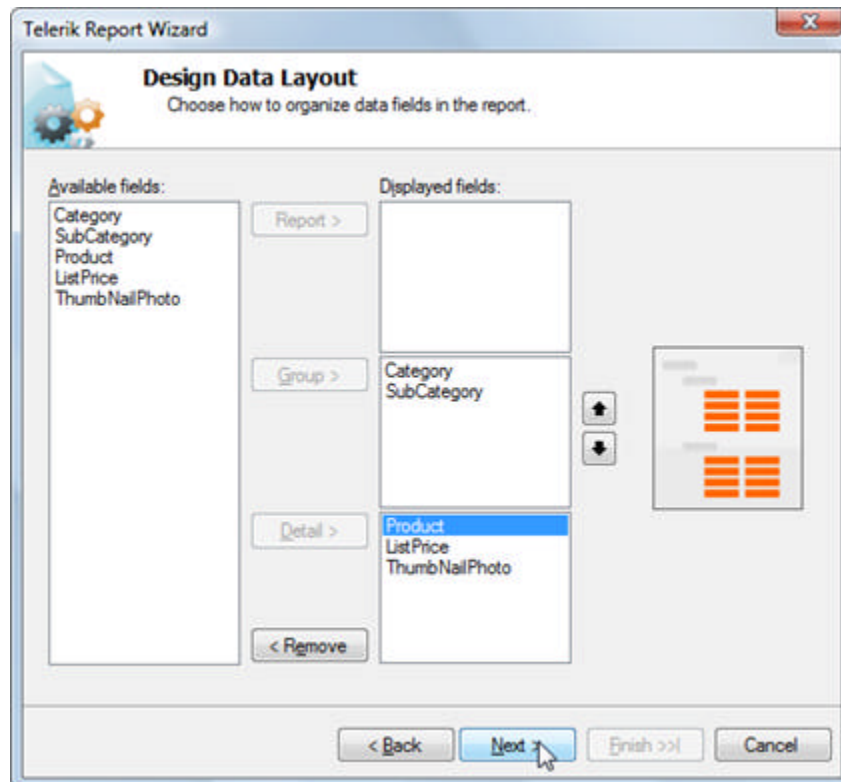 Telerik Report Wizard
Design Data Layout
Choose how to organize data fields in the report.
Available fields:
Category
SubCategory
Product
ListPrice
ThumbNailPhoto
Report >
Group >
Detail >
< Remove
Displayed fields:
Category
SubCategory
Product
ListPrice
ThumbNailPhoto
< Back
Next >
Finish >>|
Cancel